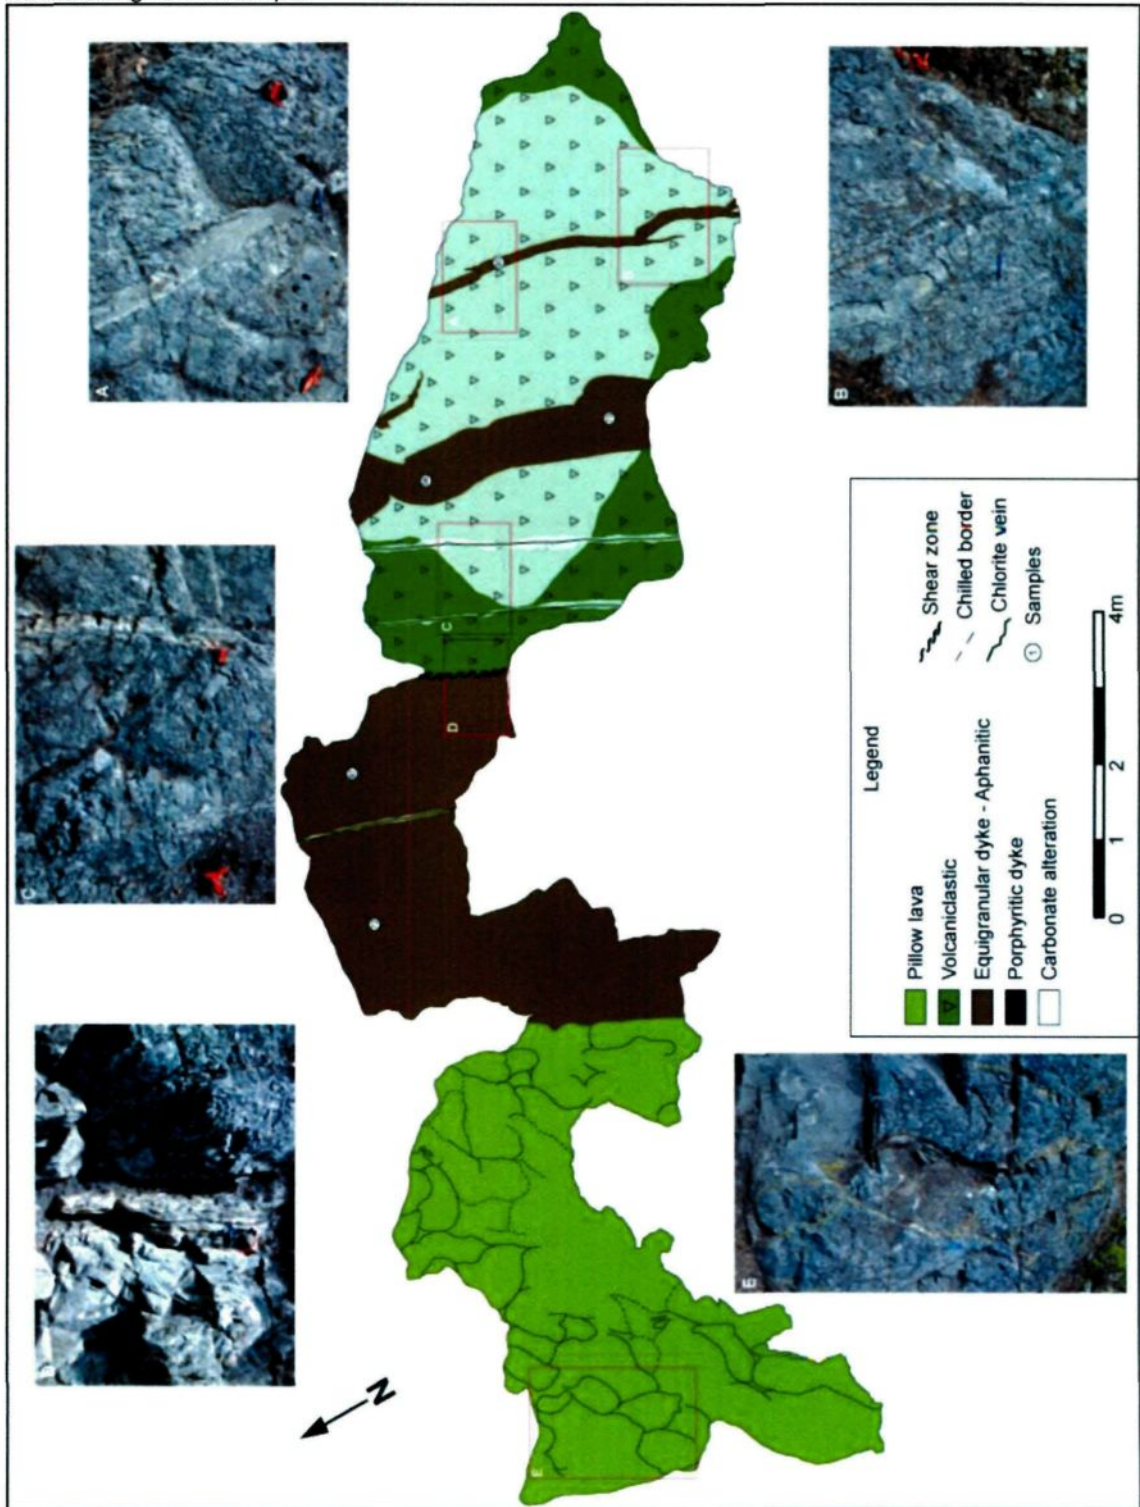 A
B
C
D
E
N
A
B
C
D
E
Legend
Pillow lava
Volcaniclastic
Equigranular dyke - Aphanitic
Porphyritic dyke
Carbonate alteration
Shear zone
Chilled border
Chlorite vein
1 Samples
0 1 2 4m